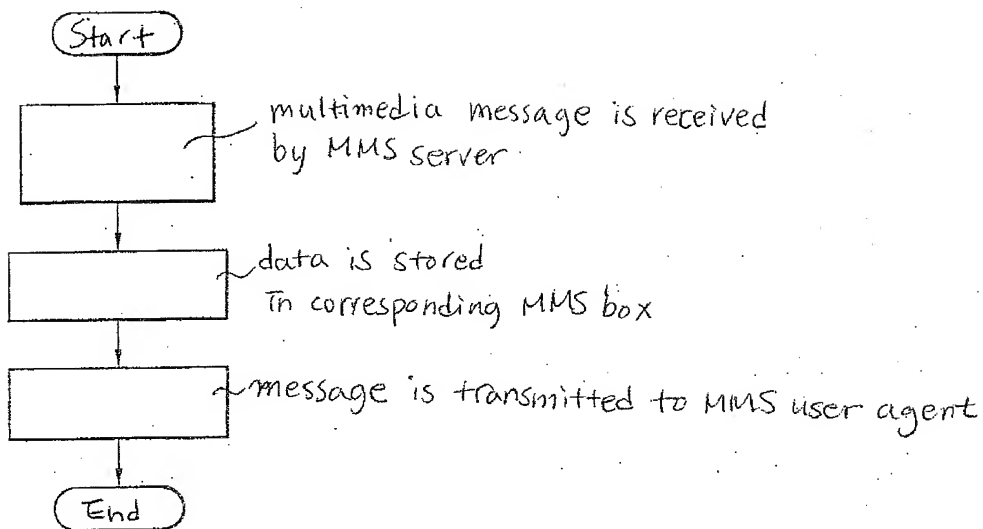 Start
multimedia message is received
by MMS server
data is stored
In corresponding MMS box
message is transmitted to MMS user agent
End